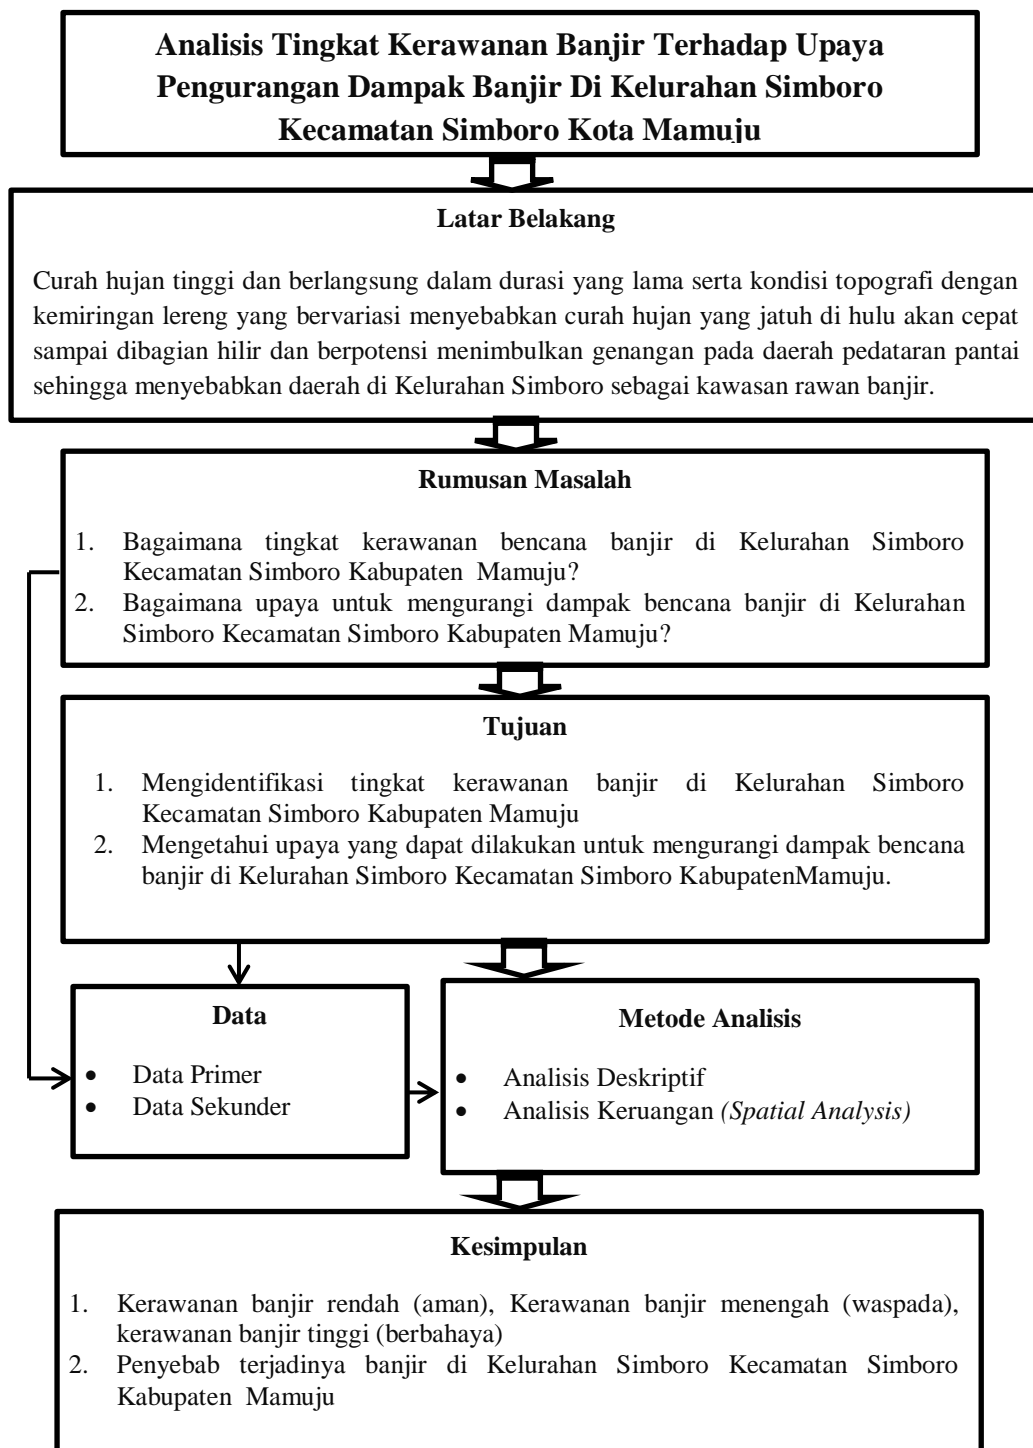 Analisis Tingkat Kerawanan Banjir Terhadap Upaya
Pengurangan Dampak Banjir Di Kelurahan Simboro
Kecamatan Simboro Kota Mamuju
Latar Belakang
Curah hujan tinggi dan berlangsung dalam durasi yang lama serta kondisi topografi dengan
kemiringan lereng yang bervariasi menyebabkan curah hujan yang jatuh di hulu akan cepat
sampai dibagian hilir dan berpotensi menimbulkan genangan pada daerah pedataran pantai
sehingga menyebabkan daerah di Kelurahan Simboro sebagai kawasan rawan banjir.
Rumusan Masalah
1. Bagaimana tingkat kerawanan bencana banjir di Kelurahan Simboro
Kecamatan Simboro Kabupaten Mamuju?
2. Bagaimana upaya untuk mengurangi dampak bencana banjir di Kelurahan
Simboro Kecamatan Simboro Kabupaten Mamuju?
Tujuan
1. Mengidentifikasi tingkat kerawanan banjir di Kelurahan Simboro
Kecamatan Simboro Kabupaten Mamuju
2. Mengetahui upaya yang dapat dilakukan untuk mengurangi dampak bencana
banjir di Kelurahan Simboro Kecamatan Simboro KabupatenMamuju.
Data
• Data Primer
• Data Sekunder
Metode Analisis
• Analisis Deskriptif
• Analisis Keruangan (Spatial Analysis)
Kesimpulan
1. Kerawanan banjir rendah (aman), Kerawanan banjir menengah (waspada),
kerawanan banjir tinggi (berbahaya)
2. Penyebab terjadinya banjir di Kelurahan Simboro Kecamatan Simboro
Kabupaten Mamuju